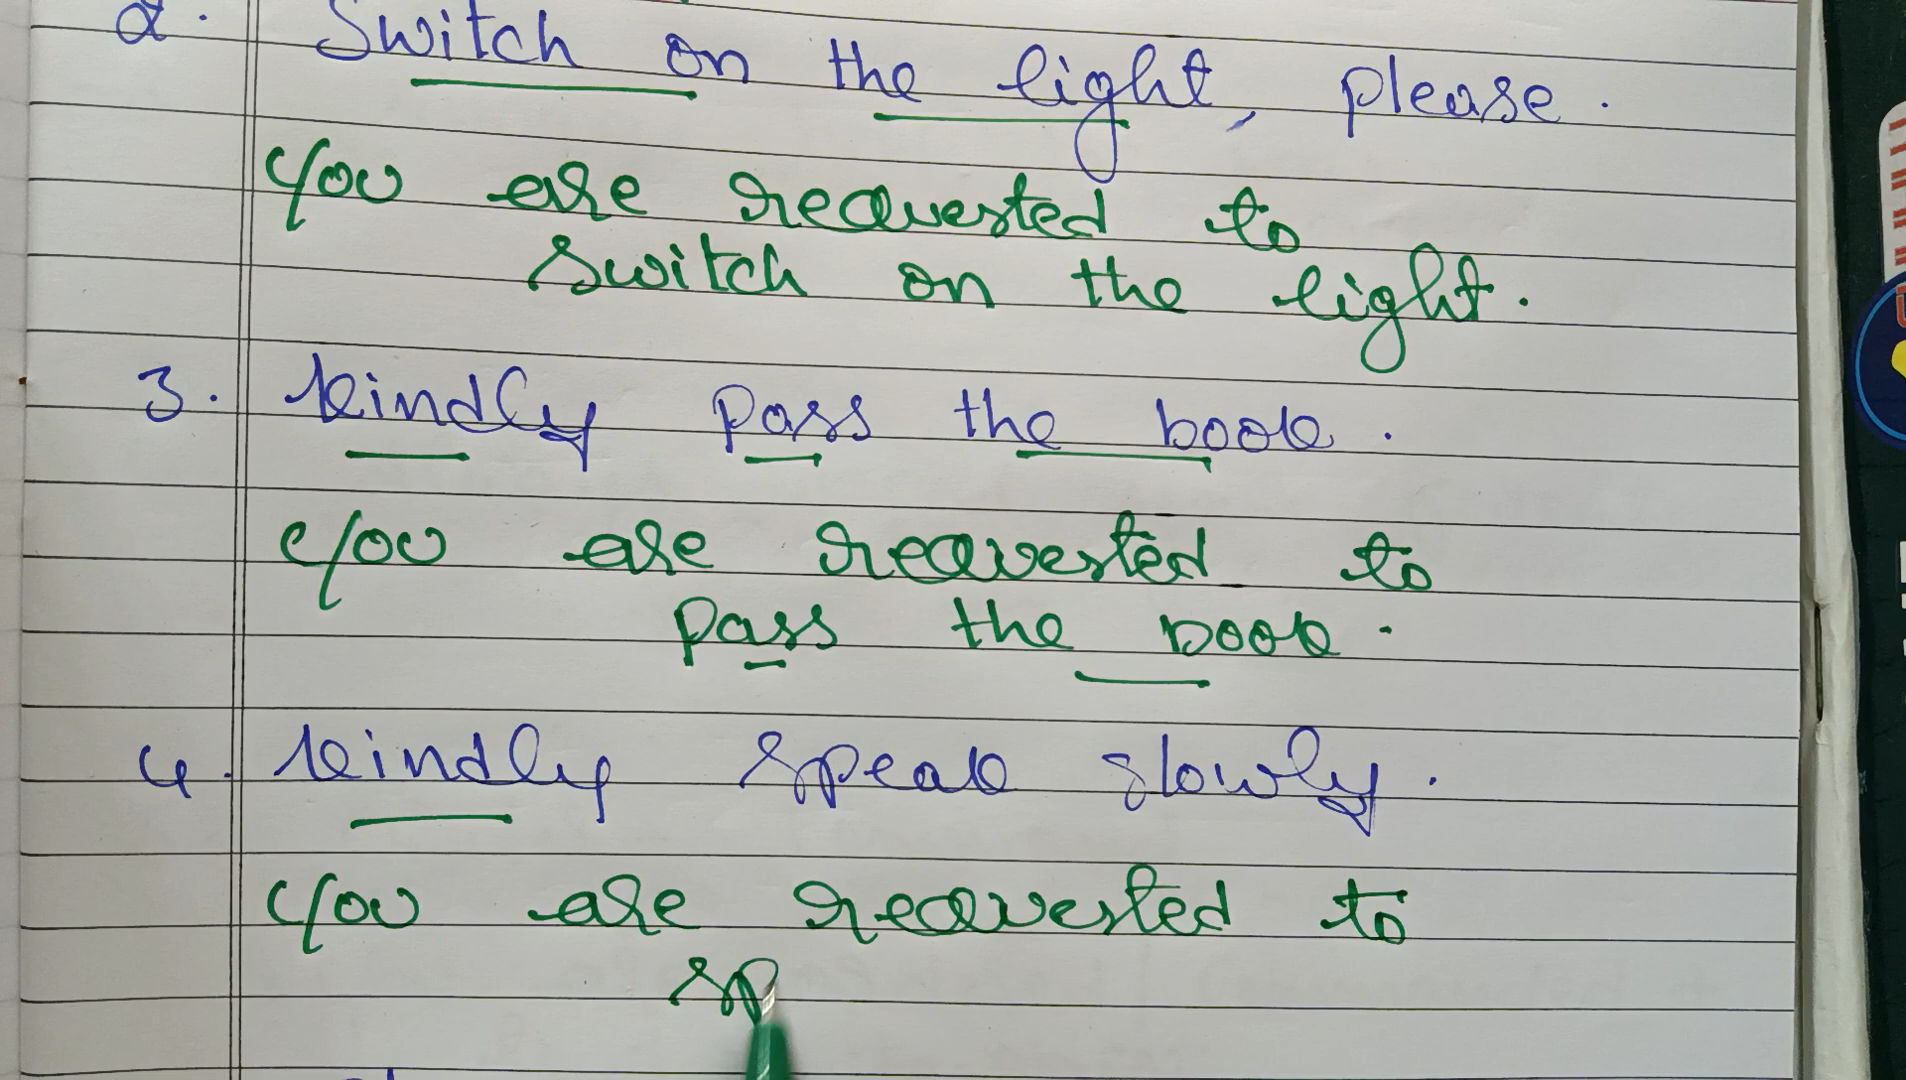 2. Switch on the light, please.
You are requested to
switch on the light.
3. Kindly pass the book.
You are requested to
pass the book.
4. Kindly speak slowly.
You are requested to
sp